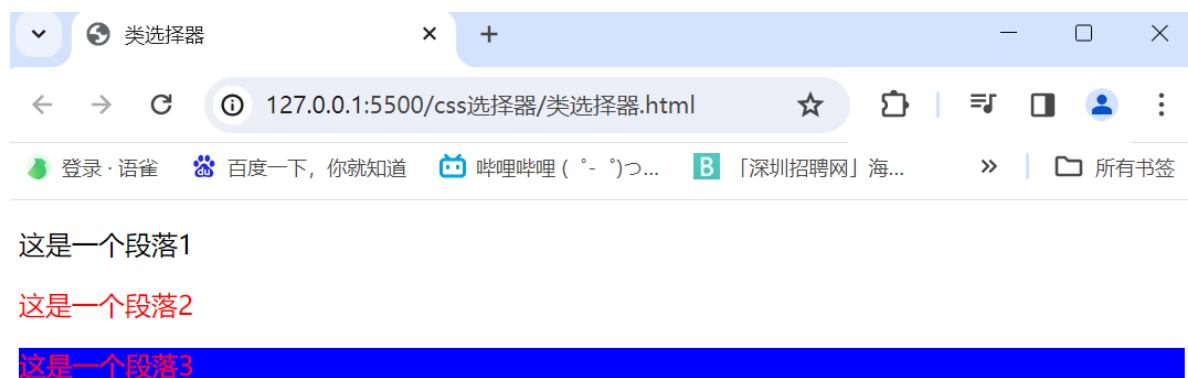 类选择器
127.0.0.1:5500/css选择器/类选择器.html
登录 · 语雀 百度一下，你就知道 哔哩哔哩 ( ゜- ゜)つ... B 「深圳招聘网」海... 所有书签
这是一个段落1
这是一个段落2
这是一个段落3